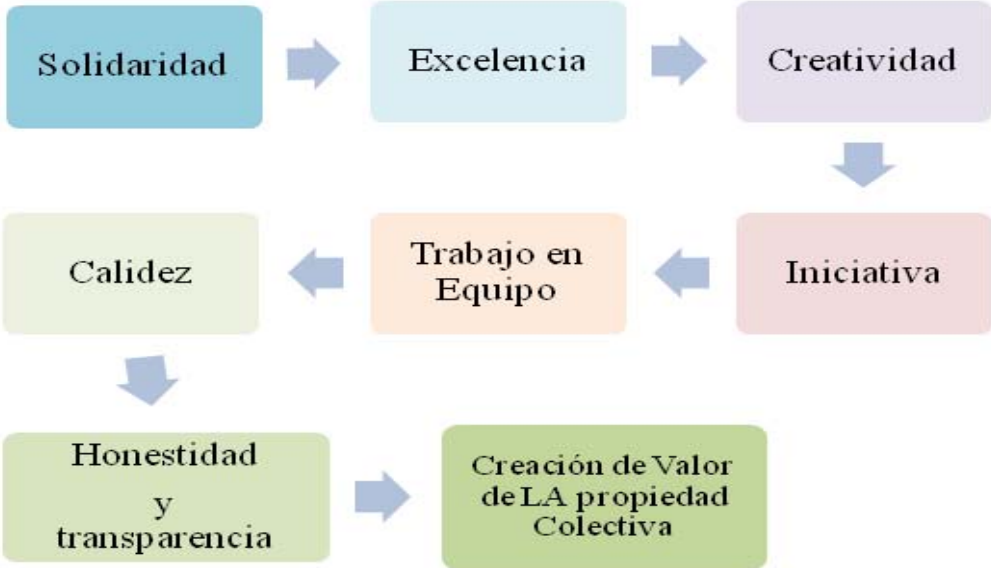 Solidaridad
Excelencia
Creatividad
Iniciativa
Trabajo en
Equipo
Calidez
Honestidad
y
transparencia
Creación de Valor
de LA propiedad
Colectiva